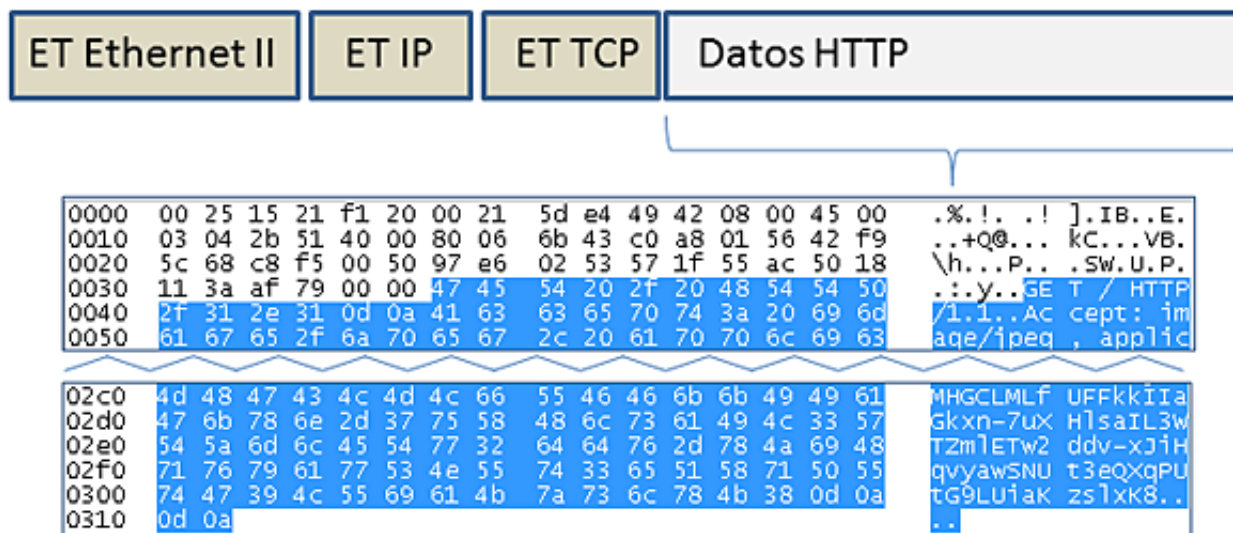 ET Ethernet II ET IP ET TCP Datos HTTP
0000 00 25 15 21 f1 20 00 21 5d e4 49 42 08 00 45 00 .%.!. .! ].IB..E.
0010 03 04 2b 51 40 00 80 06 6b 43 c0 a8 01 56 42 f9 ..+Q@... kC...VB.
0020 5c 68 c8 f5 00 50 97 e6 02 53 57 1f 55 ac 50 18 \h...P.. .SW.U.P.
0030 11 3a af 79 00 00 47 45 54 20 2f 20 48 54 54 50 .:.y..GE T / HTTP
0040 2f 31 2e 31 0d 0a 41 63 63 65 70 74 3a 20 69 6d /1.1..Ac cept: im
0050 61 67 65 2f 6a 70 65 67 2c 20 61 70 70 6c 69 63 age/jpeg , applic
02c0 4d 48 47 43 4c 4d 4c 66 55 46 46 6b 6b 49 49 61 MHGCLMLf UFFkkIIa
02d0 47 6b 78 6e 2d 37 75 58 48 6c 73 61 49 4c 33 57 Gkxn-7uX HlsaIL3W
02e0 54 5a 6d 6c 45 54 77 32 64 64 76 2d 78 4a 69 48 TZmlETw2 ddv-xJiH
02f0 71 76 79 61 77 53 4e 55 74 33 65 51 58 71 50 55 qvyawSNU t3eQXqPU
0300 74 47 39 4c 55 69 61 4b 7a 73 6c 78 4b 38 0d 0a tG9LUiaK zslxK8..
0310 0d 0a ..